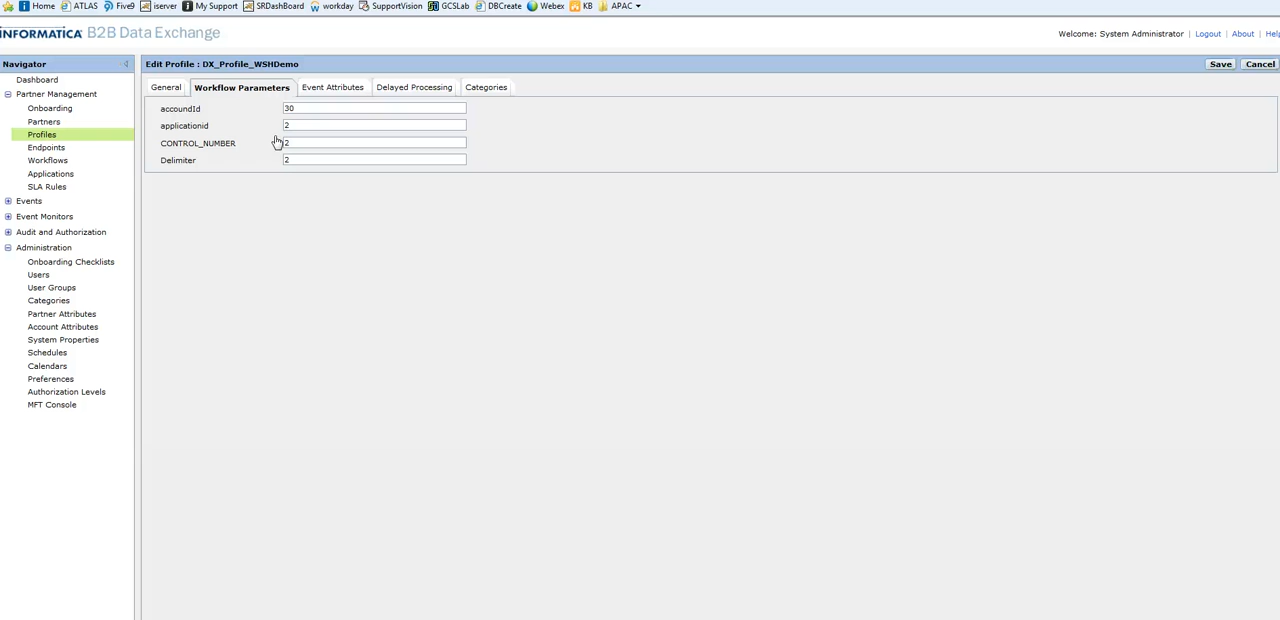 Home ATLAS Five9 iserver My Support SRDashBoard workday SupportVision GCSLab DBCreate Webex KB APAC
INFORMATICA B2B Data Exchange
Welcome: System Administrator | Logout | About | Help
Navigator
Edit Profile : DX_Profile_WSHDemo
Save Cancel
Dashboard
Partner Management
Onboarding
Partners
Profiles
Endpoints
Workflows
Applications
SLA Rules
Events
Event Monitors
Audit and Authorization
Administration
Onboarding Checklists
Users
User Groups
Categories
Partner Attributes
Account Attributes
System Properties
Schedules
Calendars
Preferences
Authorization Levels
MFT Console
General Workflow Parameters Event Attributes Delayed Processing Categories
accoundId 30
applicationid 2
CONTROL_NUMBER 2
Delimiter 2